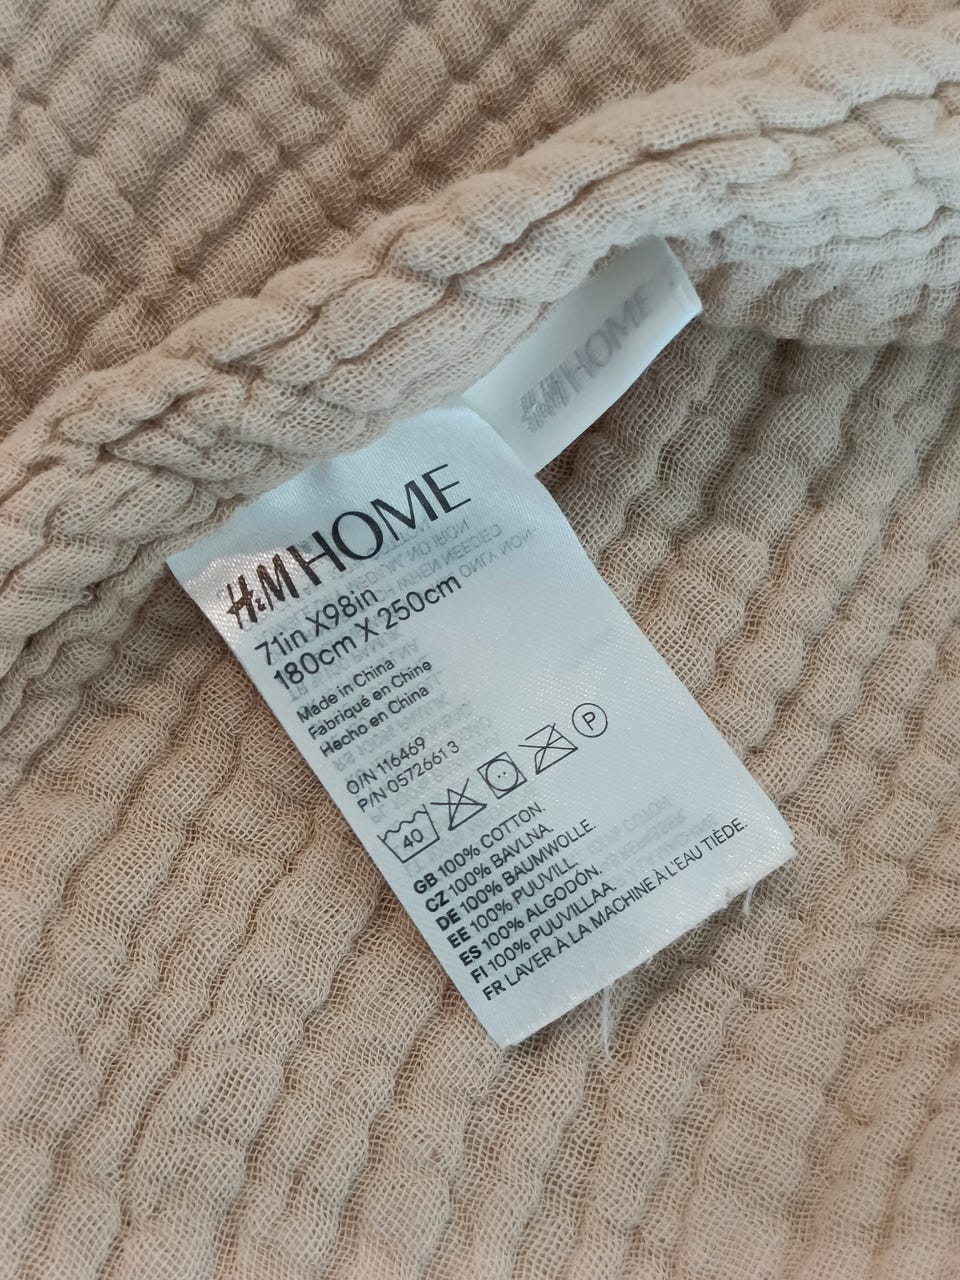 H&M HOME
H&M HOME
71in X98in
180cm X 250cm
Made in China
Fabriqué en Chine
Hecho en China
O/N 116469
P/N 0572661 3
40
P
GB 100% COTTON.
CZ 100% BAVLNA.
DE 100% BAUMWOLLE.
EE 100% PUUVILL.
ES 100% ALGODÓN.
FI 100% PUUVILLAA.
FR LAVER À LA MACHINE À L'EAU TIÈDE.